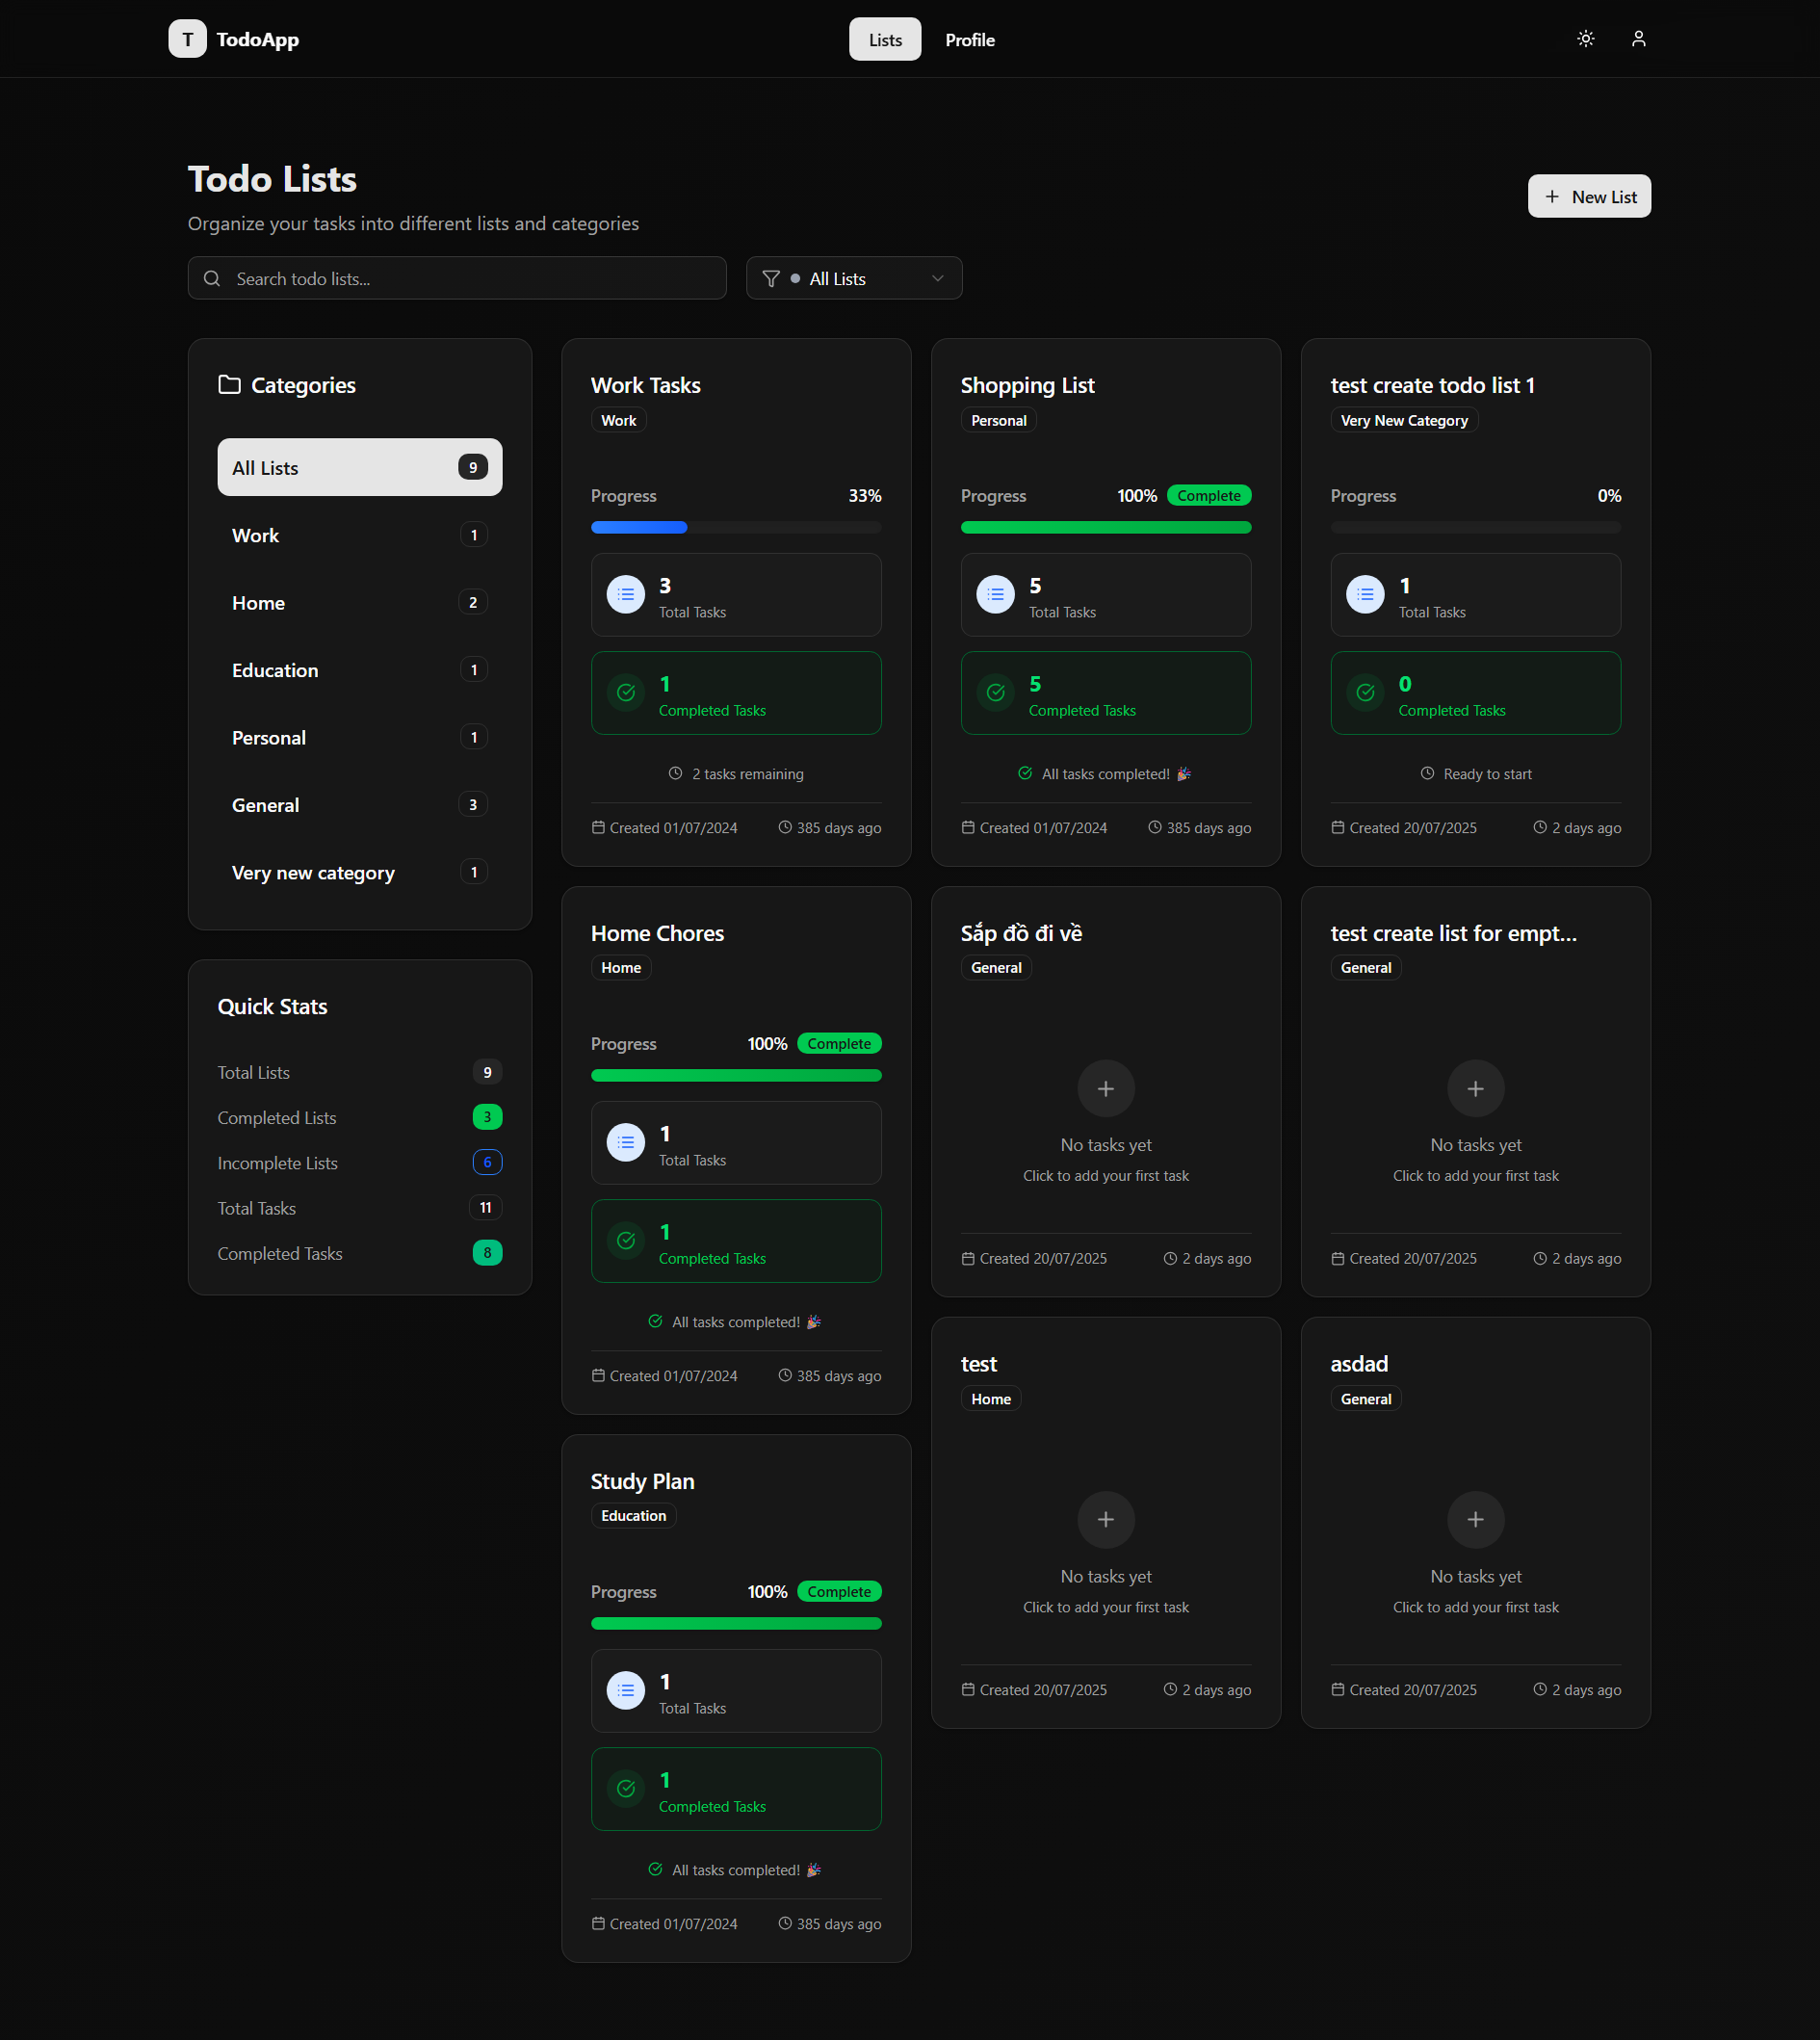 T TodoApp
Lists
Profile
Todo Lists
Organize your tasks into different lists and categories
New List
Search todo lists...
All Lists
Categories
All Lists 9
Work 1
Home 2
Education 1
Personal 1
General 3
Very new category 1
Quick Stats
Total Lists 9
Completed Lists 3
Incomplete Lists 6
Total Tasks 11
Completed Tasks 8
Work Tasks
Work
Progress 33%
3
Total Tasks
1
Completed Tasks
2 tasks remaining
Created 01/07/2024 385 days ago
Shopping List
Personal
Progress 100% Complete
5
Total Tasks
5
Completed Tasks
All tasks completed! 🎉
Created 01/07/2024 385 days ago
test create todo list 1
Very New Category
Progress 0%
1
Total Tasks
0
Completed Tasks
Ready to start
Created 20/07/2025 2 days ago
Home Chores
Home
Progress 100% Complete
1
Total Tasks
1
Completed Tasks
All tasks completed! 🎉
Created 01/07/2024 385 days ago
Sắp đồ đi về
General
No tasks yet
Click to add your first task
Created 20/07/2025 2 days ago
test create list for empt...
General
No tasks yet
Click to add your first task
Created 20/07/2025 2 days ago
test
Home
No tasks yet
Click to add your first task
Created 20/07/2025 2 days ago
asdad
General
No tasks yet
Click to add your first task
Created 20/07/2025 2 days ago
Study Plan
Education
Progress 100% Complete
1
Total Tasks
1
Completed Tasks
All tasks completed! 🎉
Created 01/07/2024 385 days ago